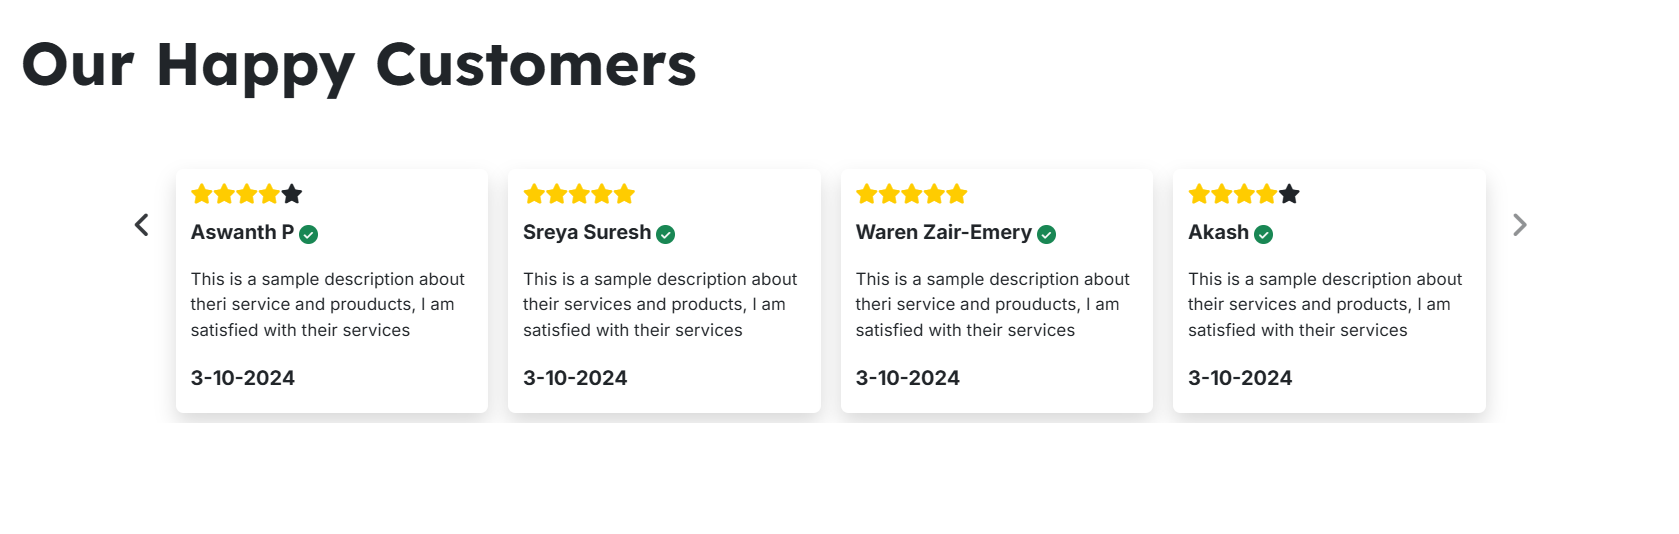 Our Happy Customers
Aswanth P
This is a sample description about
theri service and prouducts, I am
satisfied with their services
3-10-2024
Sreya Suresh
This is a sample description about
their services and products, I am
satisfied with their services
3-10-2024
Waren Zair-Emery
This is a sample description about
theri service and prouducts, I am
satisfied with their services
3-10-2024
Akash
This is a sample description about
their services and products, I am
satisfied with their services
3-10-2024